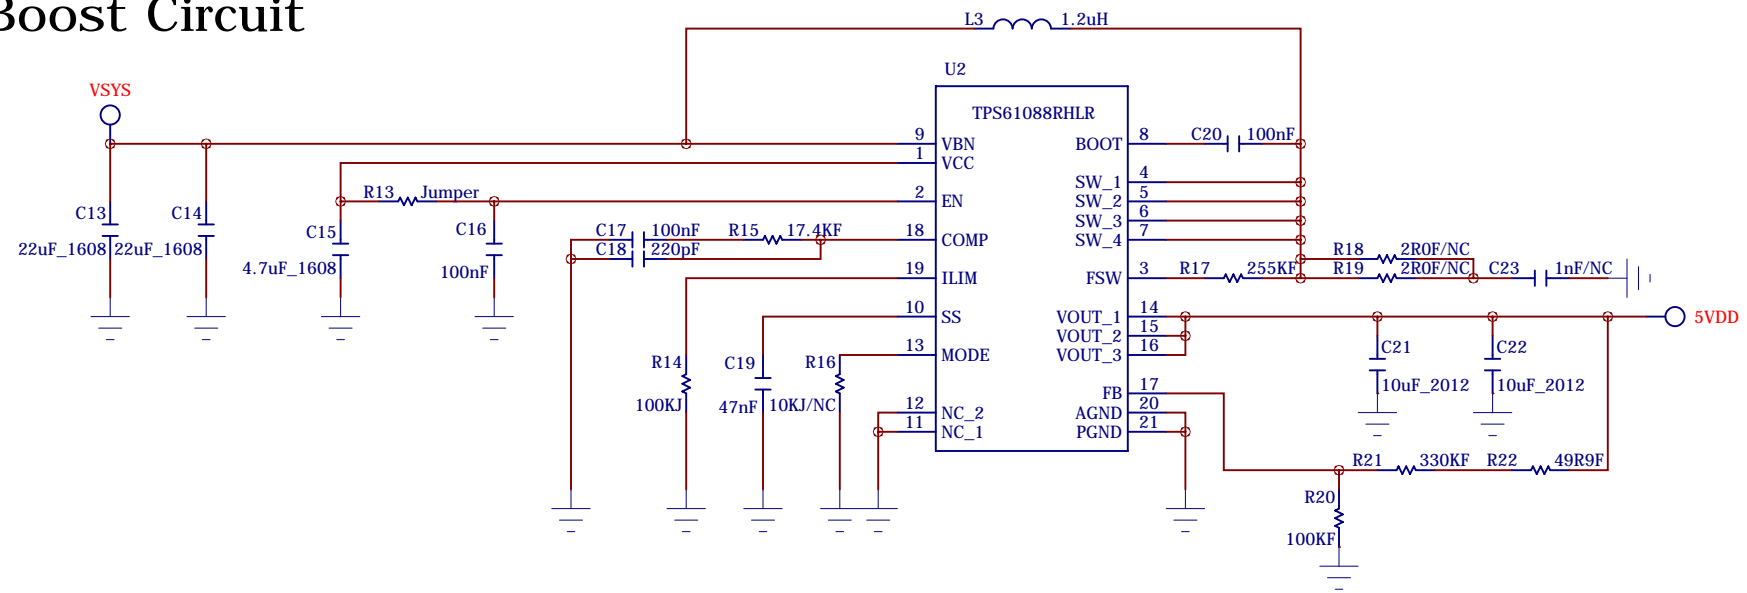 Boost Circuit
L3 1.2uH
U2
VSYS
TPS61088RHLR
9 VBN
1 VCC
2 EN
18 COMP
19 ILIM
10 SS
13 MODE
12 NC_2
11 NC_1
BOOT 8
SW_1 4
SW_2 5
SW_3 6
SW_4 7
FSW 3
VOUT_1 14
VOUT_2 15
VOUT_3 16
FB 17
AGND 20
PGND 21
C13
22uF_1608
C14
22uF_1608
R13 Jumper
C15
4.7uF_1608
C16
100nF
C17 100nF
R15 17.4KF
C18 220pF
R14
100KJ
C19
47nF
R16
10KJ/NC
C20 100nF
R17 255KF
R18 2R0F/NC
R19 2R0F/NC
C23 1nF/NC
5VDD
C21
10uF_2012
C22
10uF_2012
R21 330KF
R22 49R9F
R20
100KF